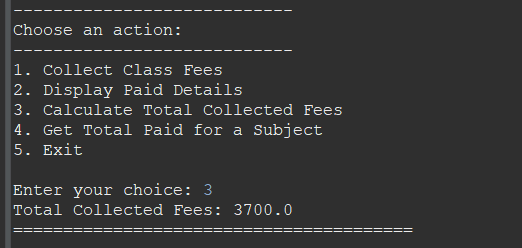 ----------------------------
Choose an action:
----------------------------
1. Collect Class Fees
2. Display Paid Details
3. Calculate Total Collected Fees
4. Get Total Paid for a Subject
5. Exit
Enter your choice: 3
Total Collected Fees: 3700.0
========================================